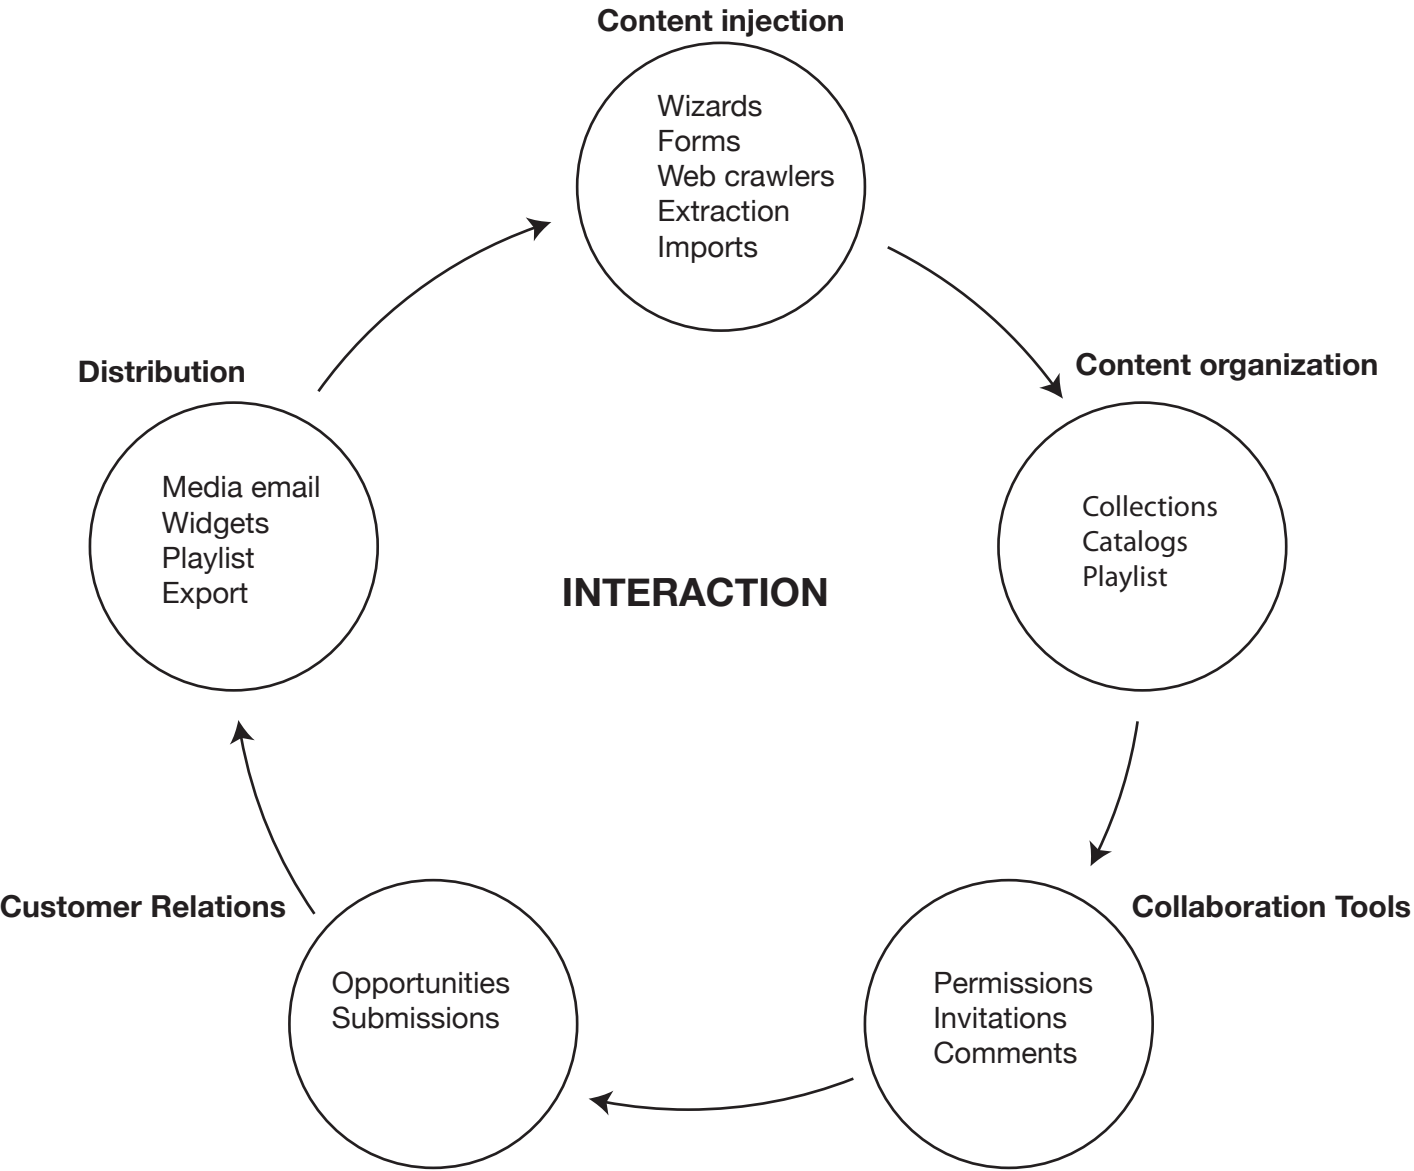 Content injection
Wizards
Forms
Web crawlers
Extraction
Imports
Content organization
Collections
Catalogs
Playlist
Collaboration Tools
Permissions
Invitations
Comments
Customer Relations
Opportunities
Submissions
Distribution
Media email
Widgets
Playlist
Export
INTERACTION